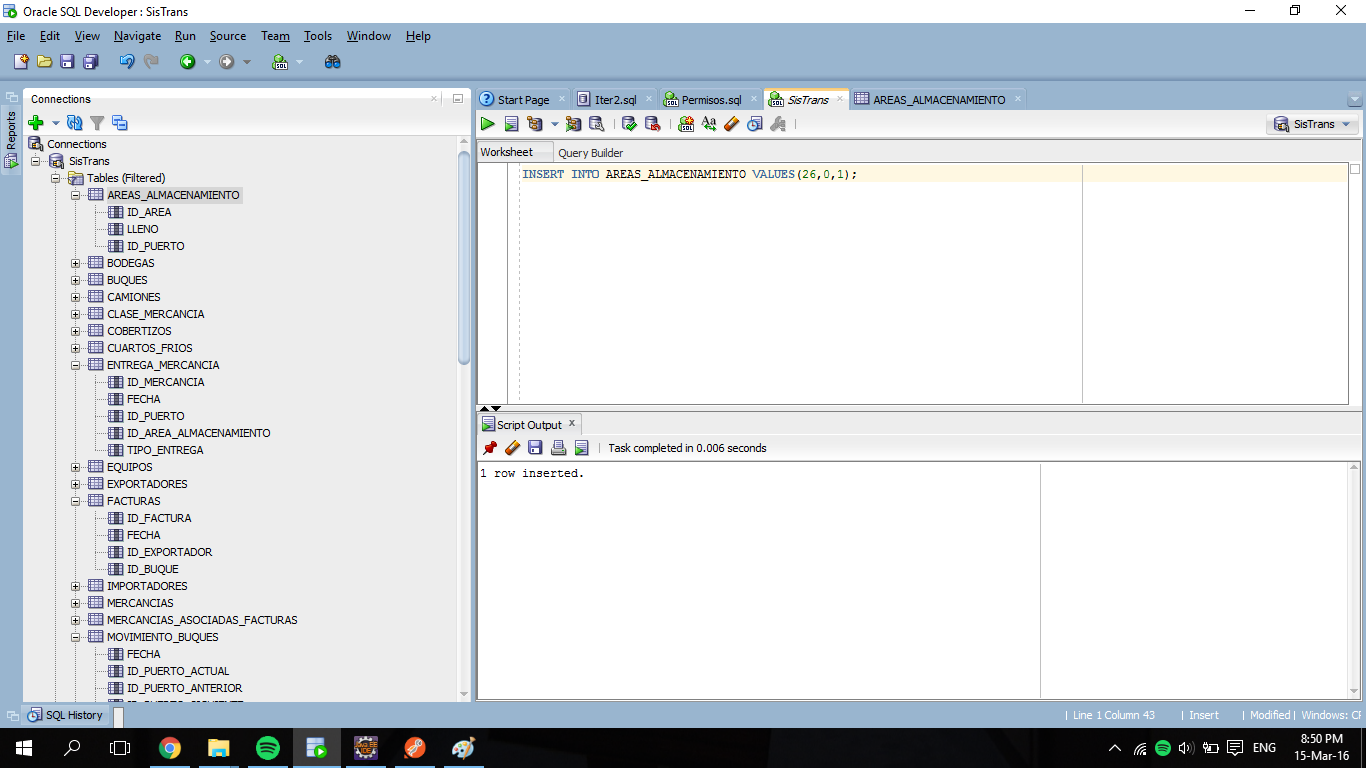 Oracle SQL Developer : SisTrans
File Edit View Navigate Run Source Team Tools Window Help
Reports
Connections
Connections
SisTrans
Tables (Filtered)
AREAS_ALMACENAMIENTO
ID_AREA
LLENO
ID_PUERTO
BODEGAS
BUQUES
CAMIONES
CLASE_MERCANCIA
COBERTIZOS
CUARTOS_FRIOS
ENTREGA_MERCANCIA
ID_MERCANCIA
FECHA
ID_PUERTO
ID_AREA_ALMACENAMIENTO
TIPO_ENTREGA
EQUIPOS
EXPORTADORES
FACTURAS
ID_FACTURA
FECHA
ID_EXPORTADOR
ID_BUQUE
IMPORTADORES
MERCANCIAS
MERCANCIAS_ASOCIADAS_FACTURAS
MOVIMIENTO_BUQUES
FECHA
ID_PUERTO_ACTUAL
ID_PUERTO_ANTERIOR
Start Page Iter2.sql Permisos.sql SisTrans AREAS_ALMACENAMIENTO
SisTrans
Worksheet Query Builder
INSERT INTO AREAS_ALMACENAMIENTO VALUES(26,0,1);
Script Output
Task completed in 0.006 seconds
1 row inserted.
SQL History
Line 1 Column 43 Insert Modified Windows: CF
ENG
8:50 PM
15-Mar-16